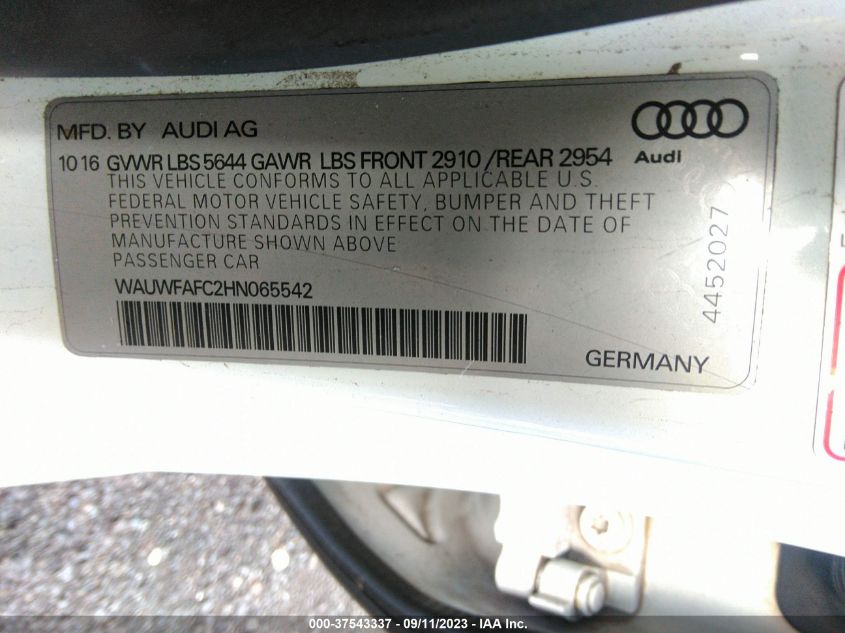 MFD. BY AUDI AG
Audi
10 16 GVWR LBS 5644 GAWR LBS FRONT 2910 /REAR 2954
THIS VEHICLE CONFORMS TO ALL APPLICABLE U.S.
FEDERAL MOTOR VEHICLE SAFETY, BUMPER AND THEFT
PREVENTION STANDARDS IN EFFECT ON THE DATE OF
MANUFACTURE SHOWN ABOVE
PASSENGER CAR
WAUWFAFC2HN065542
4452027
GERMANY
000-37543337 - 09/11/2023 - IAA Inc.